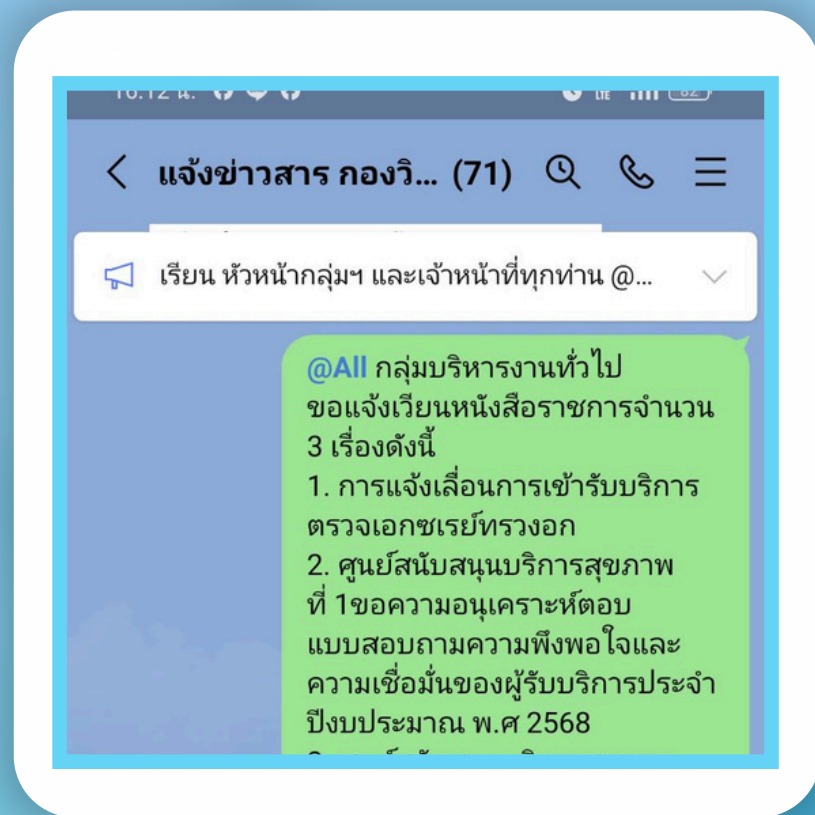 16.12 น.
LTE 82
แจ้งข่าวสาร กองวิ... (71)
เรียน หัวหน้ากลุ่มฯ และเจ้าหน้าที่ทุกท่าน @...
@All กลุ่มบริหารงานทั่วไป
ขอแจ้งเวียนหนังสือราชการจำนวน
3 เรื่องดังนี้
1. การแจ้งเลื่อนการเข้ารับบริการ
ตรวจเอกซเรย์ทรวงอก
2. ศูนย์สนับสนุนบริการสุขภาพ
ที่ 1ขอความอนุเคราะห์ตอบ
แบบสอบถามความพึงพอใจและ
ความเชื่อมั่นของผู้รับบริการประจำ
ปีงบประมาณ พ.ศ 2568